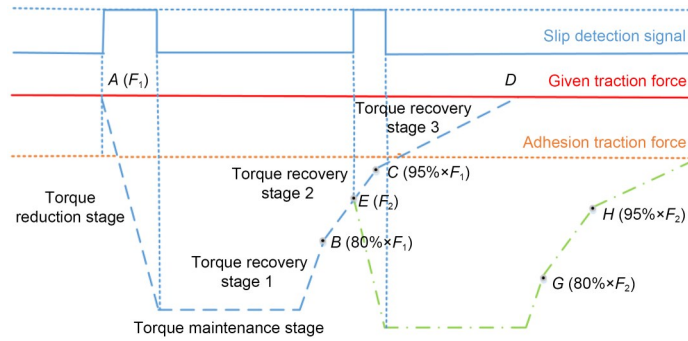 Slip detection signal
A (F₁)
D
Given traction force
Torque recovery
stage 3
Adhesion traction force
C (95%×F₁)
Torque recovery
stage 2
Torque
reduction stage
E (F₂)
H (95%×F₂)
B (80%×F₁)
Torque recovery
stage 1
G (80%×F₂)
Torque maintenance stage